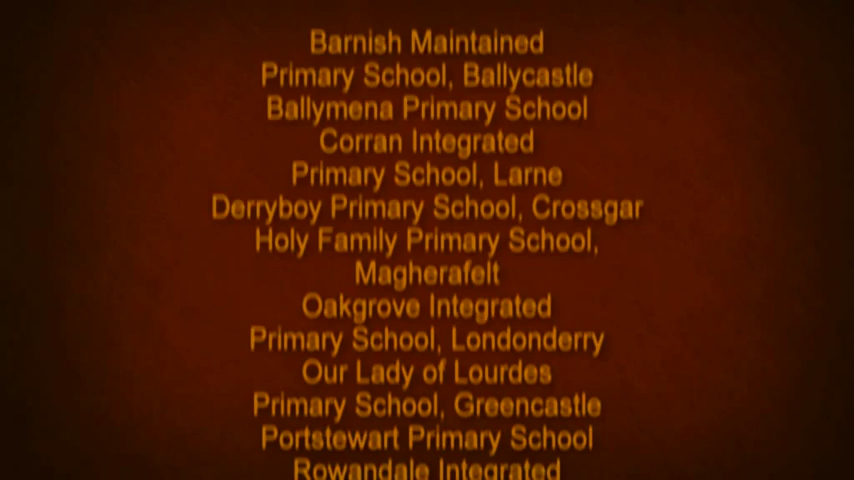 Barnish Maintained
Primary School, Ballycastle
Ballymena Primary School
Corran Integrated
Primary School, Larne
Derryboy Primary School, Crossgar
Holy Family Primary School,
Magherafelt
Oakgrove Integrated
Primary School, Londonderry
Our Lady of Lourdes
Primary School, Greencastle
Portstewart Primary School
Rowandale Integrated